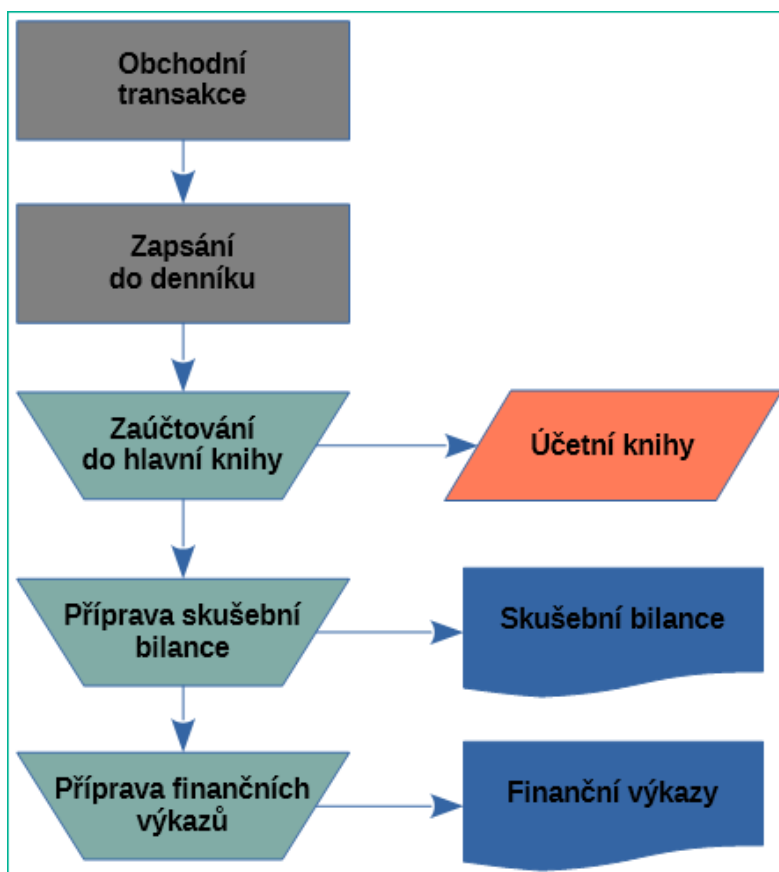 Obchodní
transakce
Zapsání
do denníku
Zaúčtování
do hlavní knihy
Účetní knihy
Příprava skušební
bilance
Skušební bilance
Příprava finančních
výkazů
Finanční výkazy